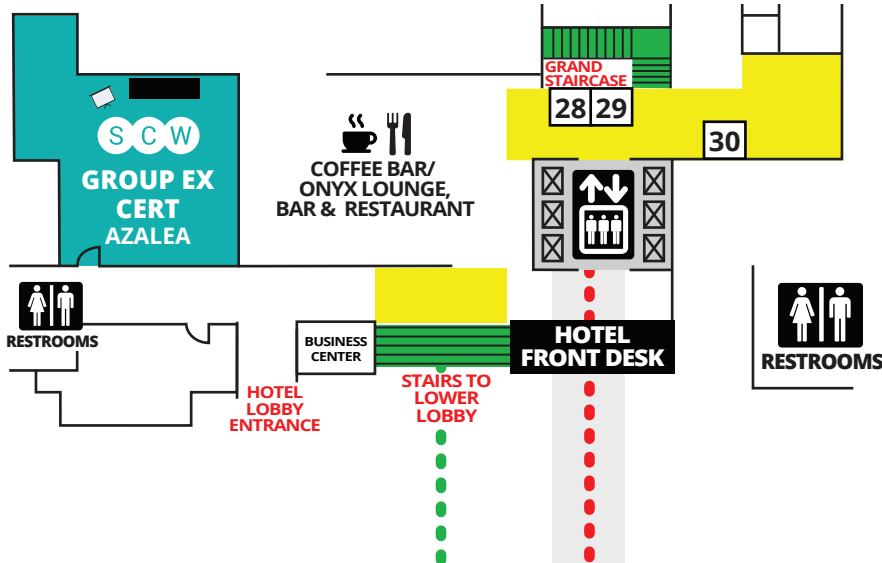 GRAND
STAIRCASE
28 29
30
SCW
GROUP EX
CERT
AZALEA
COFFEE BAR/
ONYX LOUNGE,
BAR & RESTAURANT
RESTROOMS
BUSINESS
CENTER
HOTEL
FRONT DESK
RESTROOMS
HOTEL
LOBBY
ENTRANCE
STAIRS TO
LOWER
LOBBY